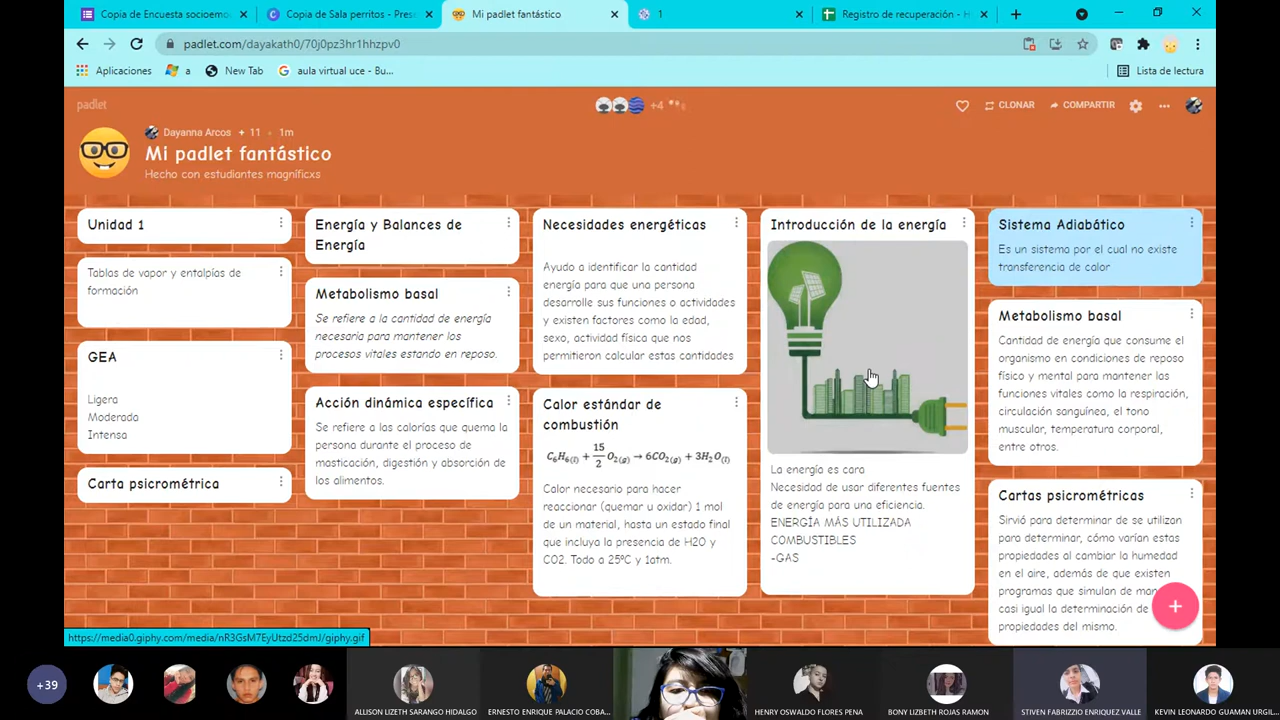 Copia de Encuesta socioemo
Copia de Sala perritos - Pres
Mi padlet fantástico
1
Registro de recuperación - H
padlet.com/dayakath0/70j0pz3hr1hhzpv0
Aplicaciones
a
New Tab
aula virtual uce - Bu...
Lista de lectura
padlet
+4
CLONAR
COMPARTIR
Dayanna Arcos + 11 • 1m
Mi padlet fantástico
Hecho con estudiantes magníficxs
Unidad 1
Tablas de vapor y entalpías de
formación
GEA
Ligera
Moderada
Intensa
Carta psicrométrica
Energía y Balances de
Energía
Metabolismo basal
Se refiere a la cantidad de energía
necesaria para mantener los
procesos vitales estando en reposo.
Acción dinámica específica
Se refiere a las calorías que quema la
persona durante el proceso de
masticación, digestión y absorción de
los alimentos.
Necesidades energéticas
Ayudo a identificar la cantidad
energía para que una persona
desarrolle sus funciones o actividades
y existen factores como la edad,
sexo, actividad física que nos
permitieron calcular estas cantidades
Calor estándar de
combustión
C₆H₆(l) + 15/2 O₂(g) → 6CO₂(g) + 3H₂O(l)
Calor necesario para hacer
reaccionar (quemar u oxidar) 1 mol
de un material, hasta un estado final
que incluya la presencia de H2O y
CO2. Todo a 25ºC y 1atm.
Introducción de la energía
La energía es cara
Necesidad de usar diferentes fuentes
de energía para una eficiencia.
ENERGÍA MÁS UTILIZADA
COMBUSTIBLES
-GAS
Sistema Adiabático
Es un sistema por el cual no existe
transferencia de calor
Metabolismo basal
Cantidad de energía que consume el
organismo en condiciones de reposo
físico y mental para mantener las
funciones vitales como la respiración,
circulación sanguínea, el tono
muscular, temperatura corporal,
entre otros.
Cartas psicrométricas
Sirvió para determinar de se utilizan
para determinar, cómo varían estas
propiedades al cambiar la humedad
en el aire, además de que existen
programas que simulan de man
casi igual la determinación de
propiedades del mismo.
https://media0.giphy.com/media/nR3GsM7EyUtzd25dmJ/giphy.gif
+39
ALLISON LIZETH SARANGO HIDALGO
ERNESTO ENRIQUE PALACIO COBA...
HENRY OSWALDO FLORES PENA
BONY LIZBETH ROJAS RAMON
STIVEN FABRIZZIO ENRIQUEZ VALLE
KEVIN LEONARDO GUAMAN URGIL...